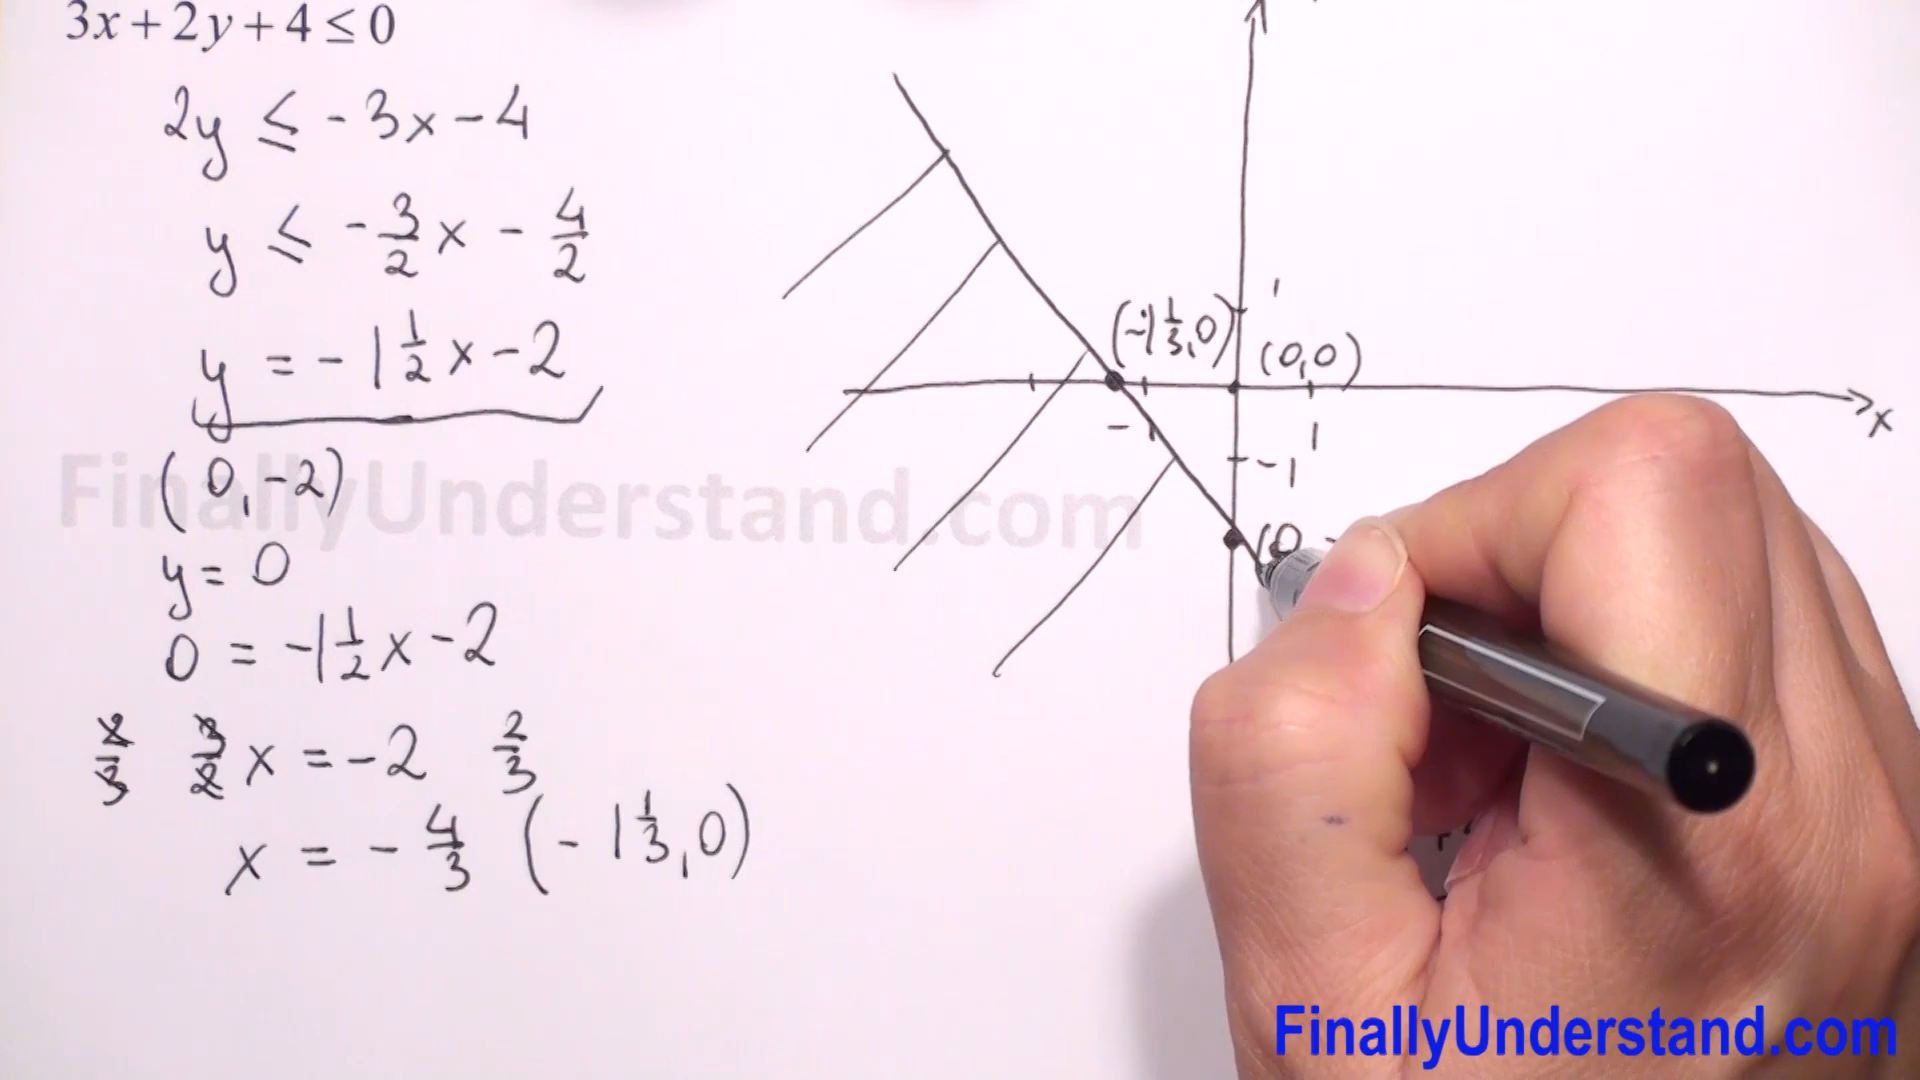 3x + 2y + 4 ≤ 0
2y ≤ - 3x - 4
y ≤ - 3/2 x - 4/2
y = - 1 1/2 x - 2
(0, -2)
FinallyUnderstand.com
y = 0
0 = -1 1/2 x - 2
2/3 3/2 x = -2 2/3
x = - 4/3 (- 1 1/3, 0)
1
(-1 1/3, 0)
(0,0)
x
- 1
1
-1
(0
FinallyUnderstand.com